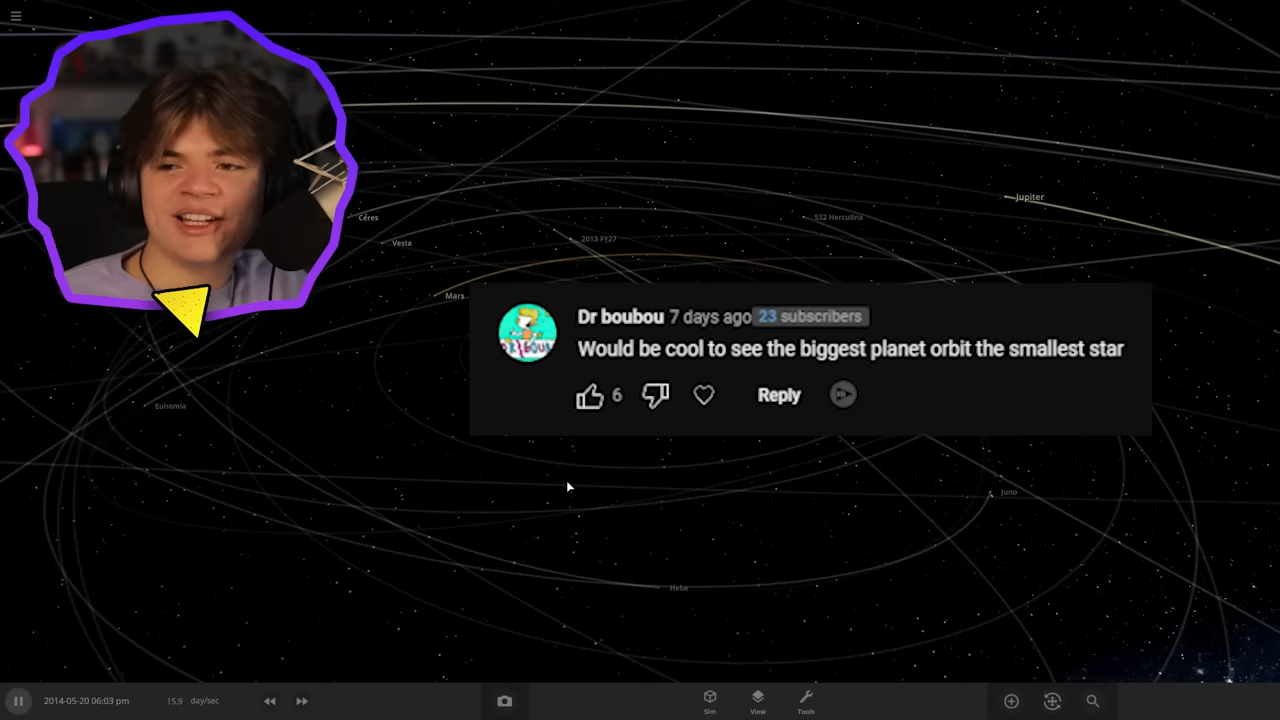 Ceres
Vesta
2013 FY27
532 Herculina
Jupiter
Mars
Dr boubou 7 days ago 23 subscribers
Would be cool to see the biggest planet orbit the smallest star
6 Reply
Eunomia
Juno
Hebe
2014-05-20 06:03 pm 15.9 day/sec
Sim View Tools